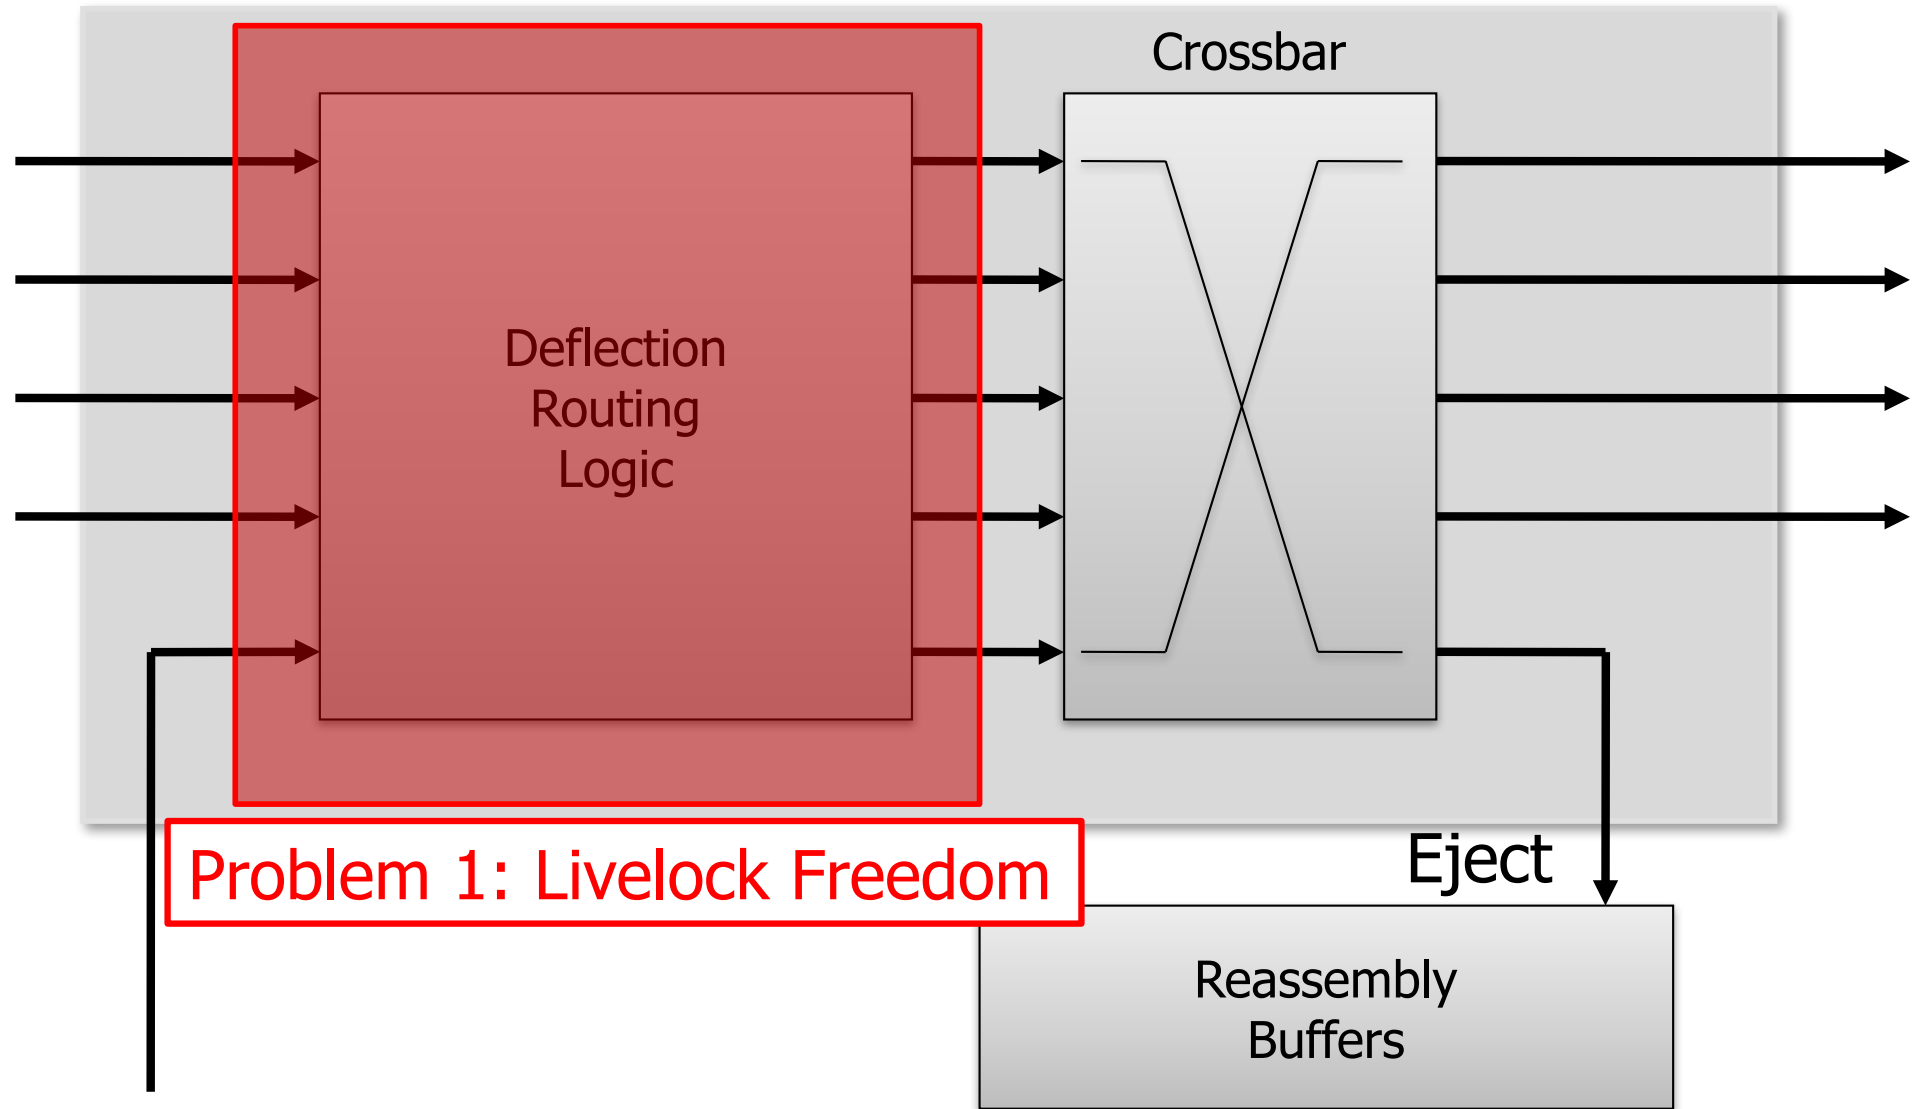 Crossbar
Deflection
Routing
Logic
Problem 1: Livelock Freedom
Eject
Reassembly
Buffers